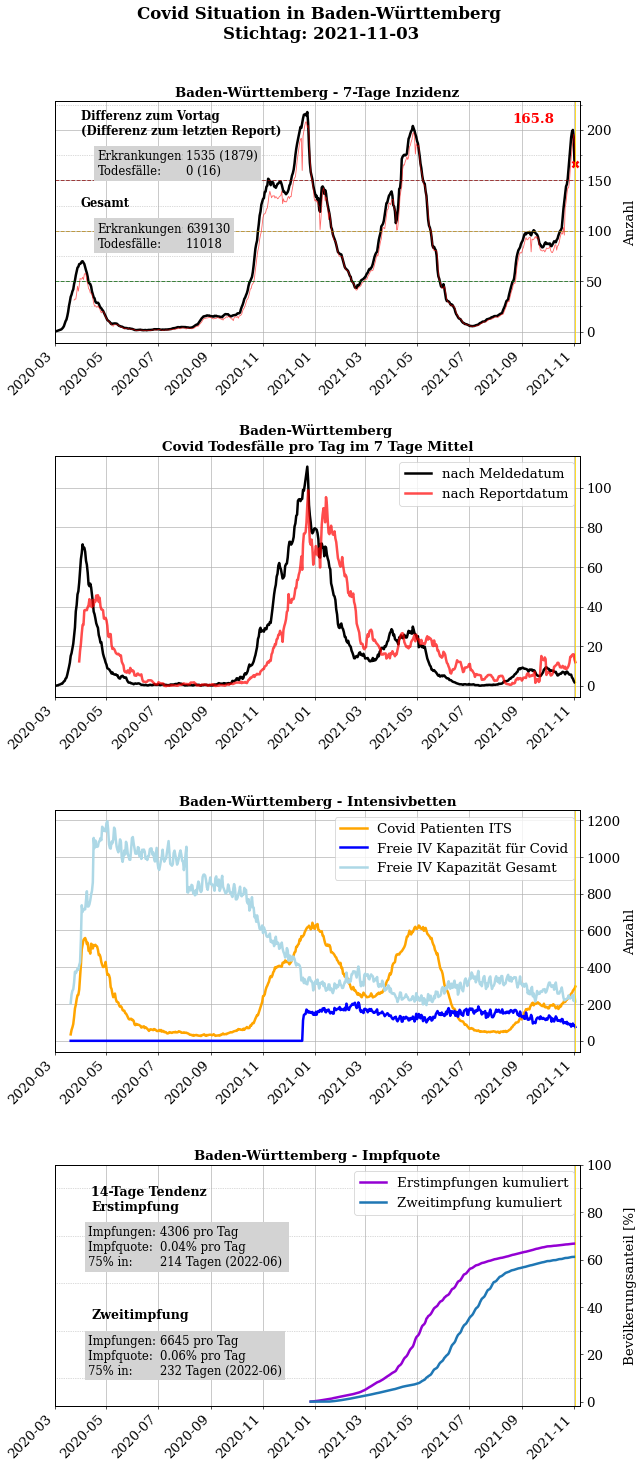 Covid Situation in Baden-Württemberg
Stichtag: 2021-11-03
Baden-Württemberg - 7-Tage Inzidenz
Differenz zum Vortag
(Differenz zum letzten Report)
Erkrankungen 1535 (1879)
Todesfälle: 0 (16)
Gesamt
Erkrankungen 639130
Todesfälle: 11018
165.8
200
150
100
50
0
Anzahl
2020-03 2020-05 2020-07 2020-09 2020-11 2021-01 2021-03 2021-05 2021-07 2021-09 2021-11
Baden-Württemberg
Covid Todesfälle pro Tag im 7 Tage Mittel
nach Meldedatum
nach Reportdatum
100
80
60
40
20
0
2020-03 2020-05 2020-07 2020-09 2020-11 2021-01 2021-03 2021-05 2021-07 2021-09 2021-11
Baden-Württemberg - Intensivbetten
Covid Patienten ITS
Freie IV Kapazität für Covid
Freie IV Kapazität Gesamt
1200
1000
800
600
400
200
0
Anzahl
2020-03 2020-05 2020-07 2020-09 2020-11 2021-01 2021-03 2021-05 2021-07 2021-09 2021-11
Baden-Württemberg - Impfquote
14-Tage Tendenz
Erstimpfung
Impfungen: 4306 pro Tag
Impfquote: 0.04% pro Tag
75% in: 214 Tagen (2022-06)
Zweitimpfung
Impfungen: 6645 pro Tag
Impfquote: 0.06% pro Tag
75% in: 232 Tagen (2022-06)
Erstimpfungen kumuliert
Zweitimpfung kumuliert
100
80
60
40
20
0
Bevölkerungsanteil [%]
2020-03 2020-05 2020-07 2020-09 2020-11 2021-01 2021-03 2021-05 2021-07 2021-09 2021-11